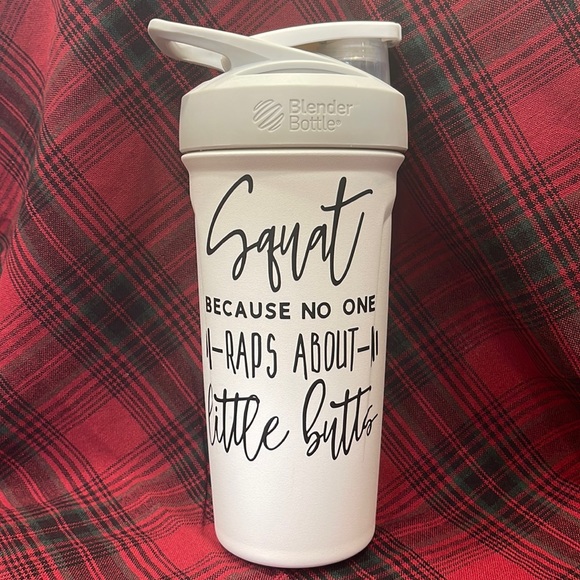 Blender
Bottle®
Squat
BECAUSE NO ONE
RAPS ABOUT
little butts